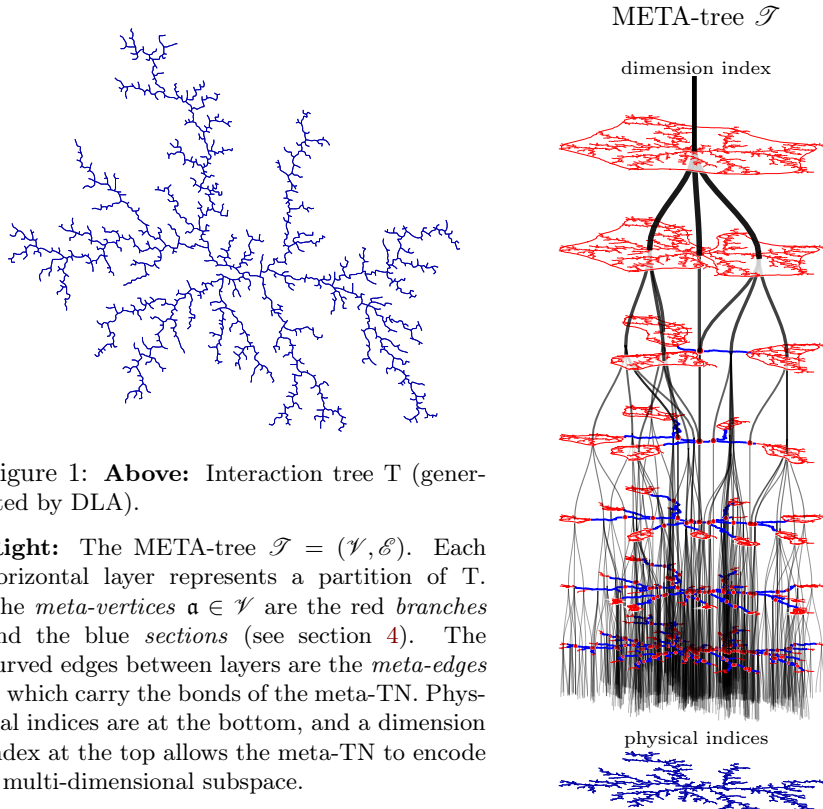 META-tree 𝒯
dimension index
igure 1: Above: Interaction tree T (gener-
ted by DLA).
ight: The META-tree 𝒯 = (𝒱, ℰ). Each
orizontal layer represents a partition of T.
he meta-vertices 𝔞 ∈ 𝒱 are the red branches
nd the blue sections (see section 4). The
urved edges between layers are the meta-edges
which carry the bonds of the meta-TN. Phys-
al indices are at the bottom, and a dimension
ndex at the top allows the meta-TN to encode
multi-dimensional subspace.
physical indices